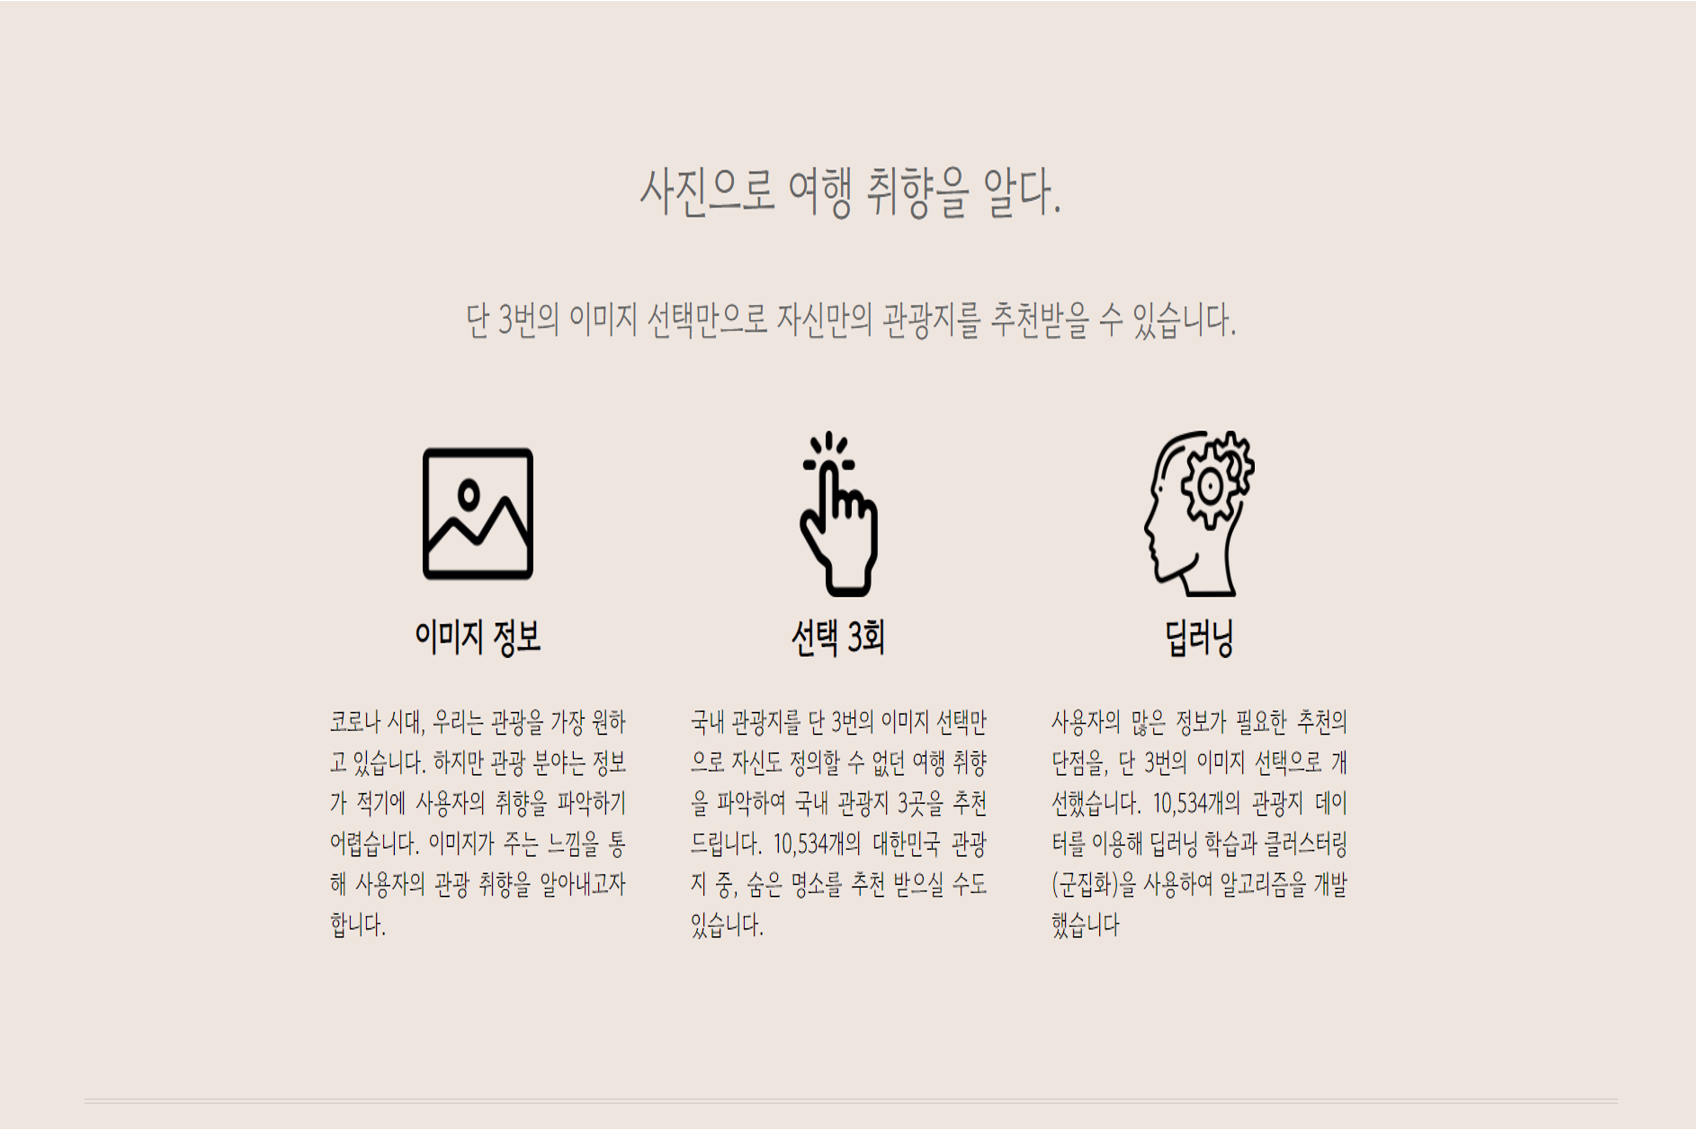 사진으로 여행 취향을 알다.
단 3번의 이미지 선택만으로 자신만의 관광지를 추천받을 수 있습니다.
이미지 정보
코로나 시대, 우리는 관광을 가장 원하
고 있습니다. 하지만 관광 분야는 정보
가 적기에 사용자의 취향을 파악하기
어렵습니다. 이미지가 주는 느낌을 통
해 사용자의 관광 취향을 알아내고자
합니다.
선택 3회
국내 관광지를 단 3번의 이미지 선택만
으로 자신도 정의할 수 없던 여행 취향
을 파악하여 국내 관광지 3곳을 추천
드립니다. 10,534개의 대한민국 관광
지 중, 숨은 명소를 추천 받으실 수도
있습니다.
딥러닝
사용자의 많은 정보가 필요한 추천의
단점을, 단 3번의 이미지 선택으로 개
선했습니다. 10,534개의 관광지 데이
터를 이용해 딥러닝 학습과 클러스터링
(군집화)을 사용하여 알고리즘을 개발
했습니다